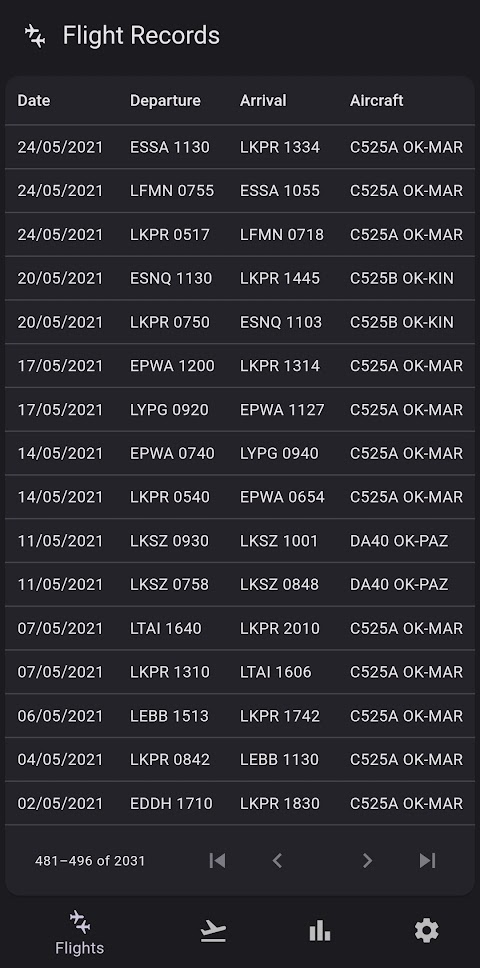 Flight Records
Date Departure Arrival Aircraft
24/05/2021 ESSA 1130 LKPR 1334 C525A OK-MAR
24/05/2021 LFMN 0755 ESSA 1055 C525A OK-MAR
24/05/2021 LKPR 0517 LFMN 0718 C525A OK-MAR
20/05/2021 ESNQ 1130 LKPR 1445 C525B OK-KIN
20/05/2021 LKPR 0750 ESNQ 1103 C525B OK-KIN
17/05/2021 EPWA 1200 LKPR 1314 C525A OK-MAR
17/05/2021 LYPG 0920 EPWA 1127 C525A OK-MAR
14/05/2021 EPWA 0740 LYPG 0940 C525A OK-MAR
14/05/2021 LKPR 0540 EPWA 0654 C525A OK-MAR
11/05/2021 LKSZ 0930 LKSZ 1001 DA40 OK-PAZ
11/05/2021 LKSZ 0758 LKSZ 0848 DA40 OK-PAZ
07/05/2021 LTAI 1640 LKPR 2010 C525A OK-MAR
07/05/2021 LKPR 1310 LTAI 1606 C525A OK-MAR
06/05/2021 LEBB 1513 LKPR 1742 C525A OK-MAR
04/05/2021 LKPR 0842 LEBB 1130 C525A OK-MAR
02/05/2021 EDDH 1710 LKPR 1830 C525A OK-MAR
481–496 of 2031
Flights